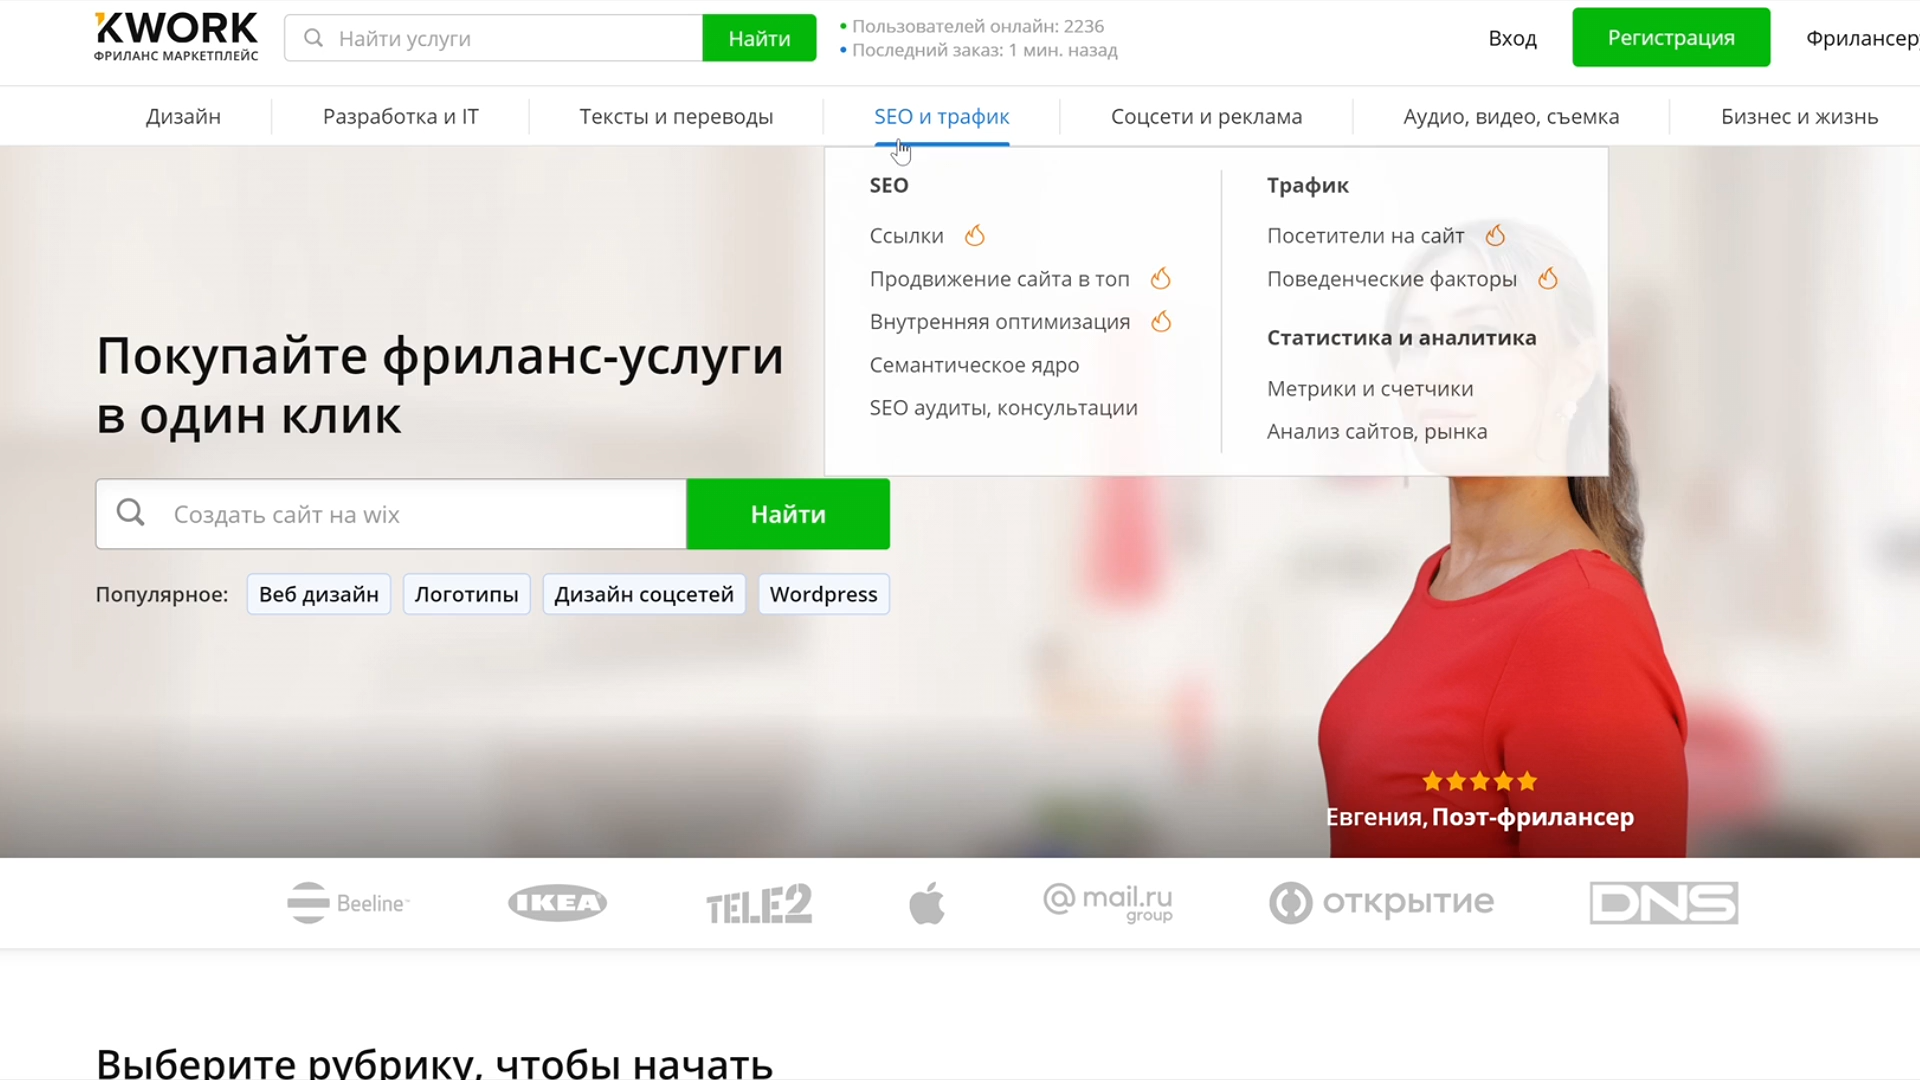 KWORK
ФРИЛАНС МАРКЕТПЛЕЙС
Найти услуги
Найти
Пользователей онлайн: 2236
Последний заказ: 1 мин. назад
Вход
Регистрация
Фрилансеру
Дизайн
Разработка и IT
Тексты и переводы
SEO и трафик
Соцсети и реклама
Аудио, видео, съемка
Бизнес и жизнь
SEO
Ссылки
Продвижение сайта в топ
Внутренняя оптимизация
Семантическое ядро
SEO аудиты, консультации
Трафик
Посетители на сайт
Поведенческие факторы
Статистика и аналитика
Метрики и счетчики
Анализ сайтов, рынка
Покупайте фриланс-услуги
в один клик
Создать сайт на wix
Найти
Популярное:
Веб дизайн
Логотипы
Дизайн соцсетей
Wordpress
Евгения, Поэт-фрилансер
Beeline™
IKEA
TELE2
@mail.ru
group
открытие
DNS
Выберите рубрику, чтобы начать